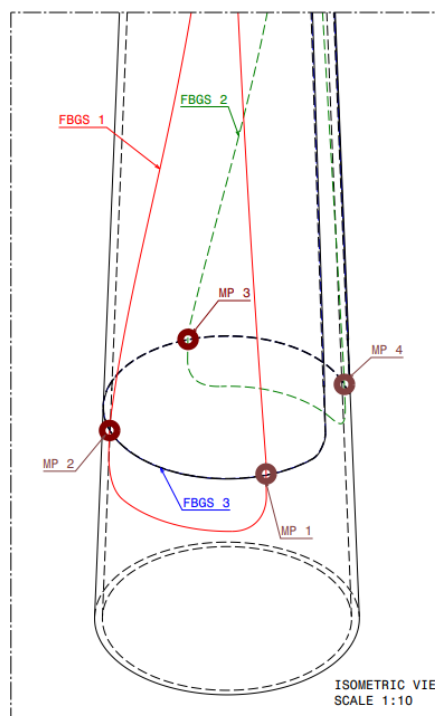 FBGS 2
FBGS 1
MP 3
MP 4
MP 2
FBGS 3
MP 1
ISOMETRIC VIE
SCALE 1:10